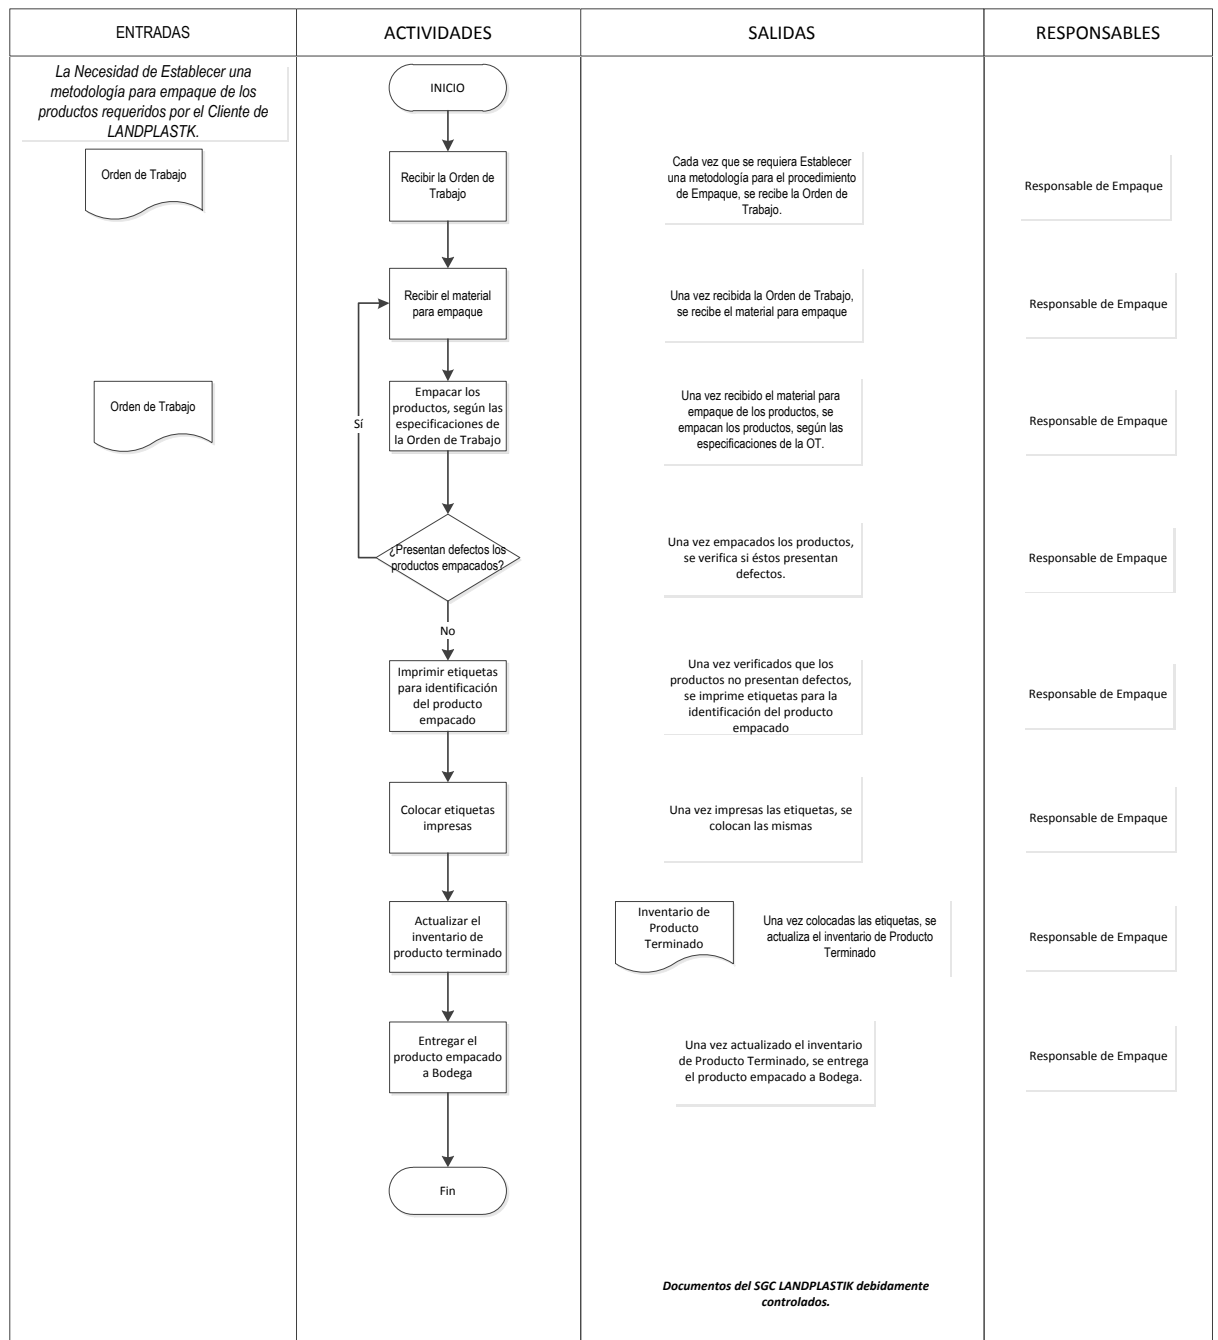 ENTRADAS
ACTIVIDADES
SALIDAS
RESPONSABLES
La Necesidad de Establecer una
metodología para empaque de los
productos requeridos por el Cliente de
LANDPLASTK.
INICIO
Orden de Trabajo
Recibir la Orden de
Trabajo
Cada vez que se requiera Establecer
una metodología para el procedimiento
de Empaque, se recibe la Orden de
Trabajo.
Responsable de Empaque
Recibir el material
para empaque
Una vez recibida la Orden de Trabajo,
se recibe el material para empaque
Responsable de Empaque
Orden de Trabajo
Sí
Empacar los
productos, según las
especificaciones de
la Orden de Trabajo
Una vez recibido el material para
empaque de los productos, se
empacan los productos, según las
especificaciones de la OT.
Responsable de Empaque
¿Presentan defectos los
productos empacados?
Una vez empacados los productos,
se verifica si éstos presentan
defectos.
Responsable de Empaque
No
Imprimir etiquetas
para identificación
del producto
empacado
Una vez verificados que los
productos no presentan defectos,
se imprime etiquetas para la
identificación del producto
empacado
Responsable de Empaque
Colocar etiquetas
impresas
Una vez impresas las etiquetas, se
colocan las mismas
Responsable de Empaque
Actualizar el
inventario de
producto terminado
Inventario de
Producto
Terminado
Una vez colocadas las etiquetas, se
actualiza el inventario de Producto
Terminado
Responsable de Empaque
Entregar el
producto empacado
a Bodega
Una vez actualizado el inventario
de Producto Terminado, se entrega
el producto empacado a Bodega.
Responsable de Empaque
Fin
Documentos del SGC LANDPLASTIK debidamente
controlados.